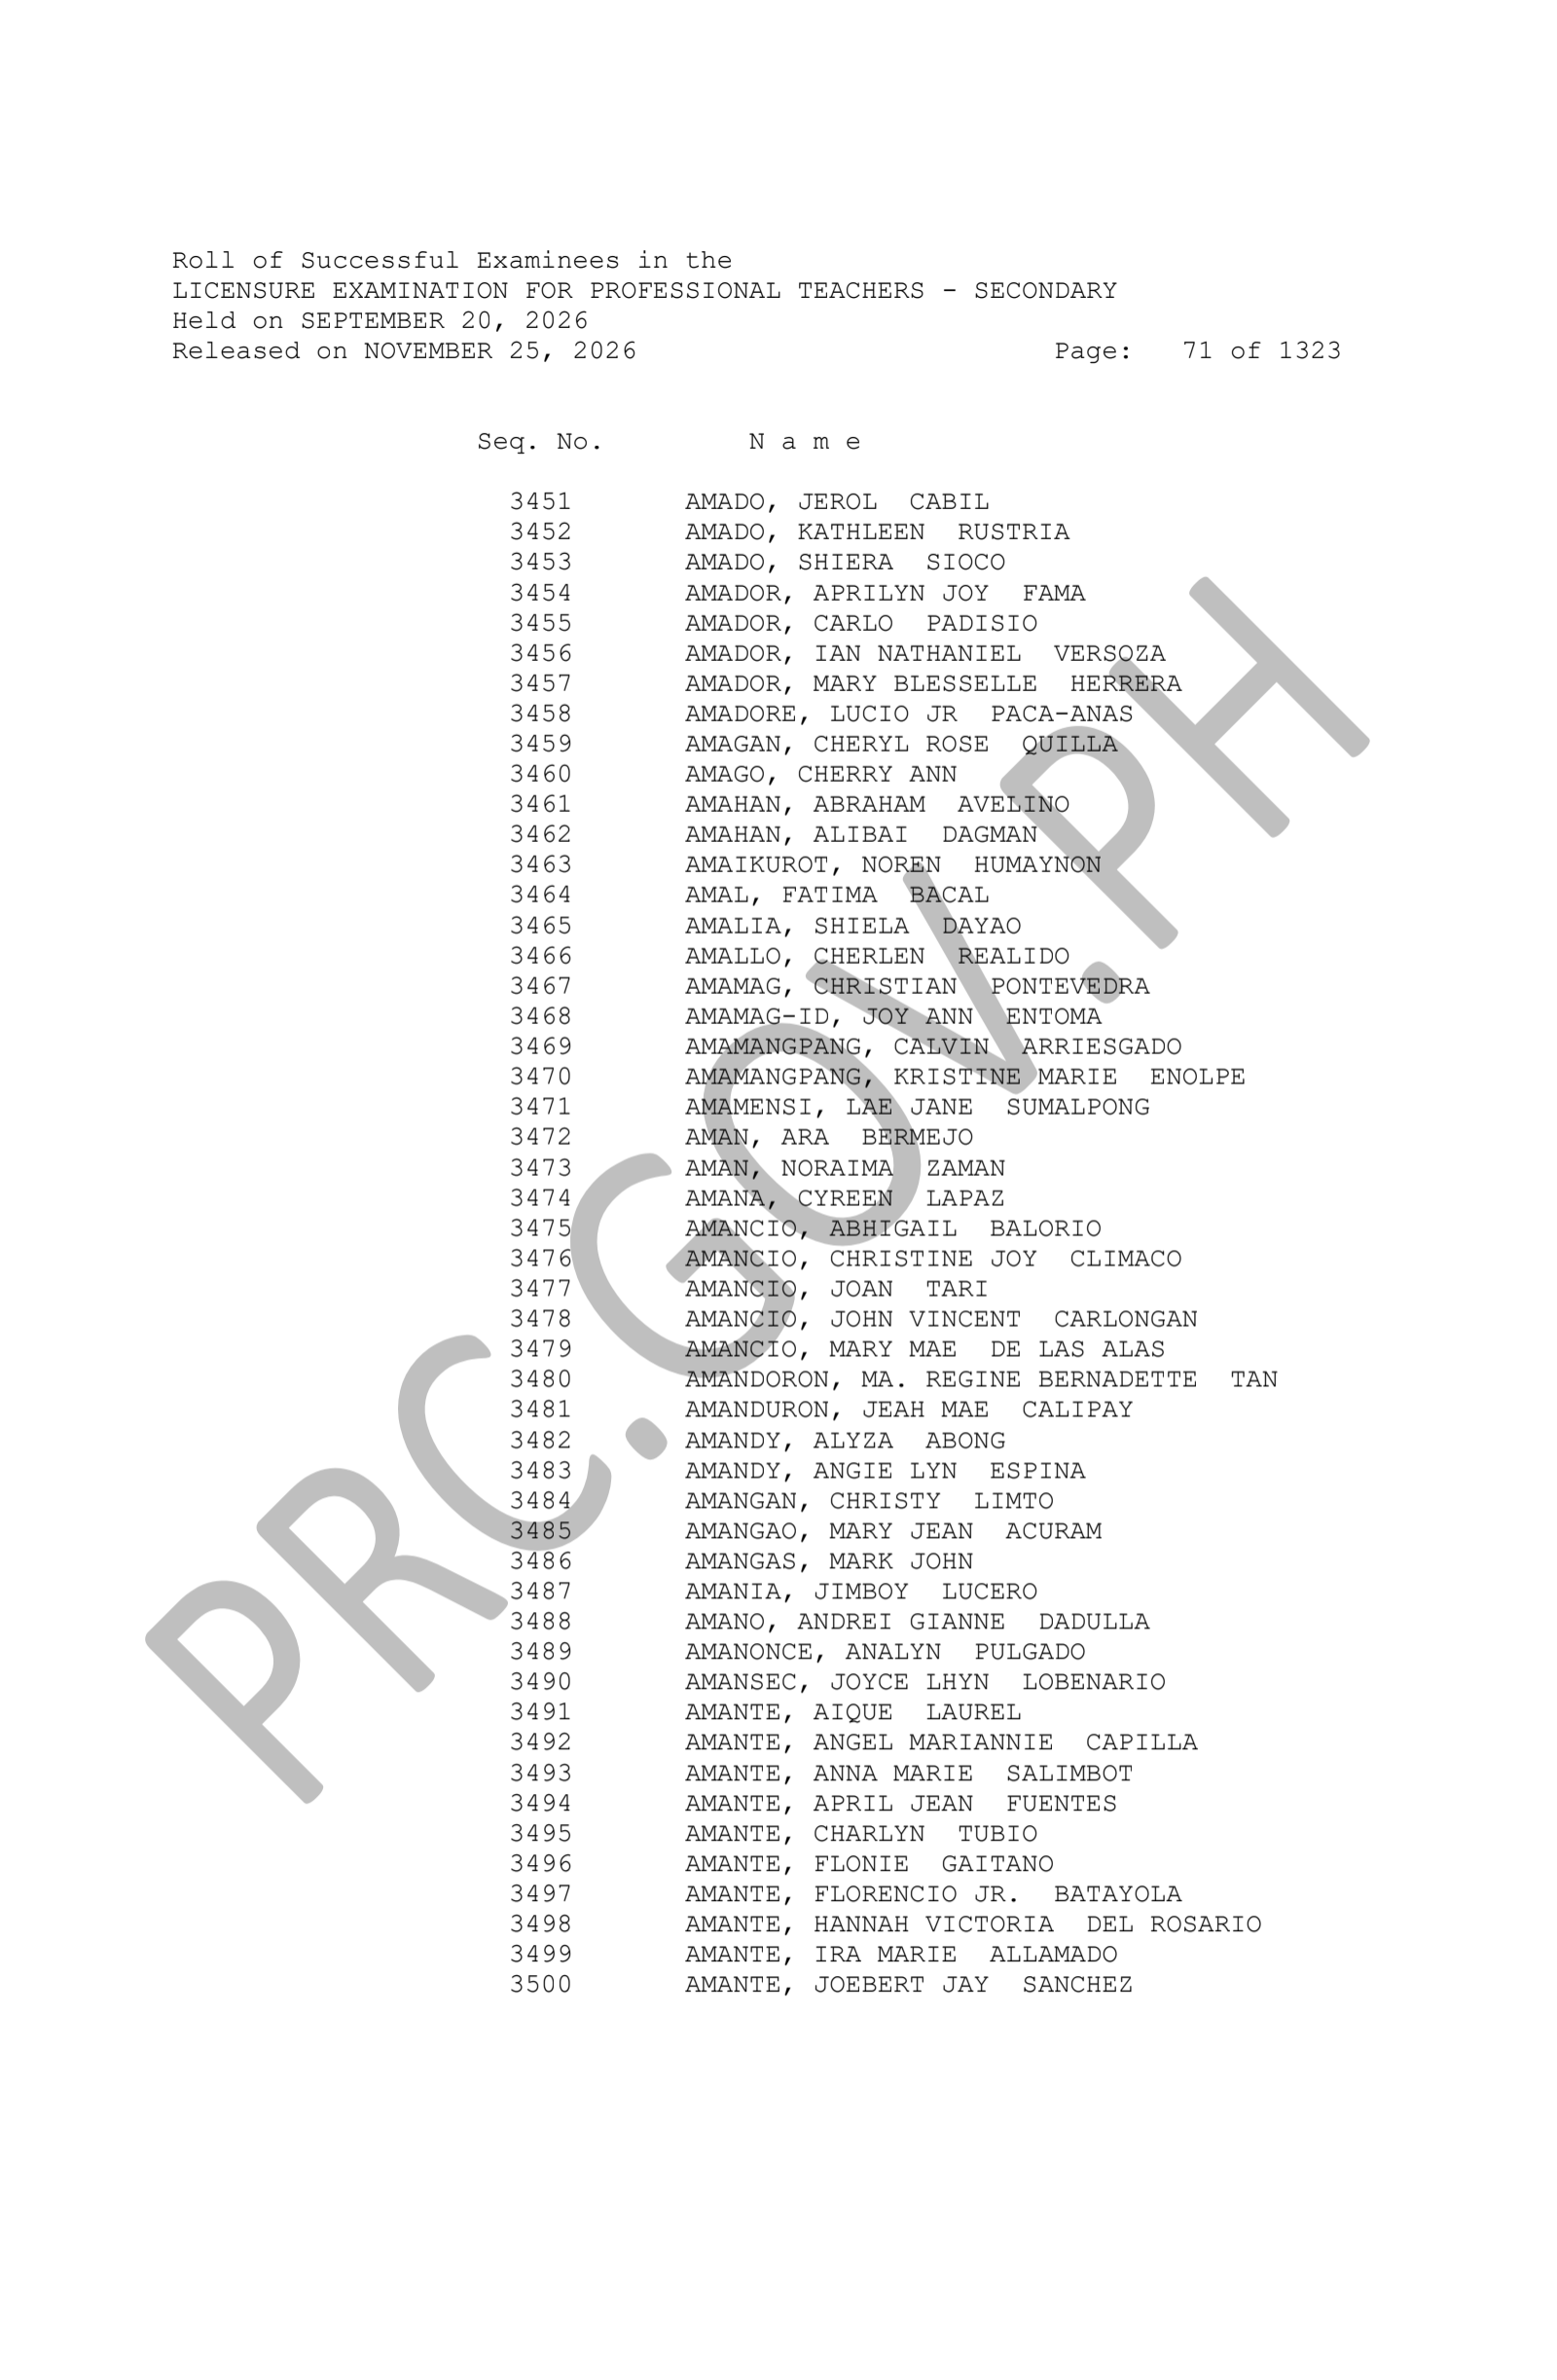 Roll of Successful Examinees in the
LICENSURE EXAMINATION FOR PROFESSIONAL TEACHERS - SECONDARY
Held on SEPTEMBER 20, 2026
Released on NOVEMBER 25, 2026 Page: 71 of 1323
Seq. No. N a m e
3451 AMADO, JEROL CABIL
3452 AMADO, KATHLEEN RUSTRIA
3453 AMADO, SHIERA SIOCO
3454 AMADOR, APRILYN JOY FAMA
3455 AMADOR, CARLO PADISIO
3456 AMADOR, IAN NATHANIEL VERSOZA
3457 AMADOR, MARY BLESSELLE HERRERA
3458 AMADORE, LUCIO JR PACA-ANAS
3459 AMAGAN, CHERYL ROSE QUILLA
3460 AMAGO, CHERRY ANN
3461 AMAHAN, ABRAHAM AVELINO
3462 AMAHAN, ALIBAI DAGMAN
3463 AMAIKUROT, NOREN HUMAYNON
3464 AMAL, FATIMA BACAL
3465 AMALIA, SHIELA DAYAO
3466 AMALLO, CHERLEN REALIDO
3467 AMAMAG, CHRISTIAN PONTEVEDRA
3468 AMAMAG-ID, JOY ANN ENTOMA
3469 AMAMANGPANG, CALVIN ARRIESGADO
3470 AMAMANGPANG, KRISTINE MARIE ENOLPE
3471 AMAMENSI, LAE JANE SUMALPONG
3472 AMAN, ARA BERMEJO
3473 AMAN, NORAIMA ZAMAN
3474 AMANA, CYREEN LAPAZ
3475 AMANCIO, ABHIGAIL BALORIO
3476 AMANCIO, CHRISTINE JOY CLIMACO
3477 AMANCIO, JOAN TARI
3478 AMANCIO, JOHN VINCENT CARLONGAN
3479 AMANCIO, MARY MAE DE LAS ALAS
3480 AMANDORON, MA. REGINE BERNADETTE TAN
3481 AMANDURON, JEAH MAE CALIPAY
3482 AMANDY, ALYZA ABONG
3483 AMANDY, ANGIE LYN ESPINA
3484 AMANGAN, CHRISTY LIMTO
3485 AMANGAO, MARY JEAN ACURAM
3486 AMANGAS, MARK JOHN
3487 AMANIA, JIMBOY LUCERO
3488 AMANO, ANDREI GIANNE DADULLA
3489 AMANONCE, ANALYN PULGADO
3490 AMANSEC, JOYCE LHYN LOBENARIO
3491 AMANTE, AIQUE LAUREL
3492 AMANTE, ANGEL MARIANNIE CAPILLA
3493 AMANTE, ANNA MARIE SALIMBOT
3494 AMANTE, APRIL JEAN FUENTES
3495 AMANTE, CHARLYN TUBIO
3496 AMANTE, FLONIE GAITANO
3497 AMANTE, FLORENCIO JR. BATAYOLA
3498 AMANTE, HANNAH VICTORIA DEL ROSARIO
3499 AMANTE, IRA MARIE ALLAMADO
3500 AMANTE, JOEBERT JAY SANCHEZ
PRC.GOV.PH